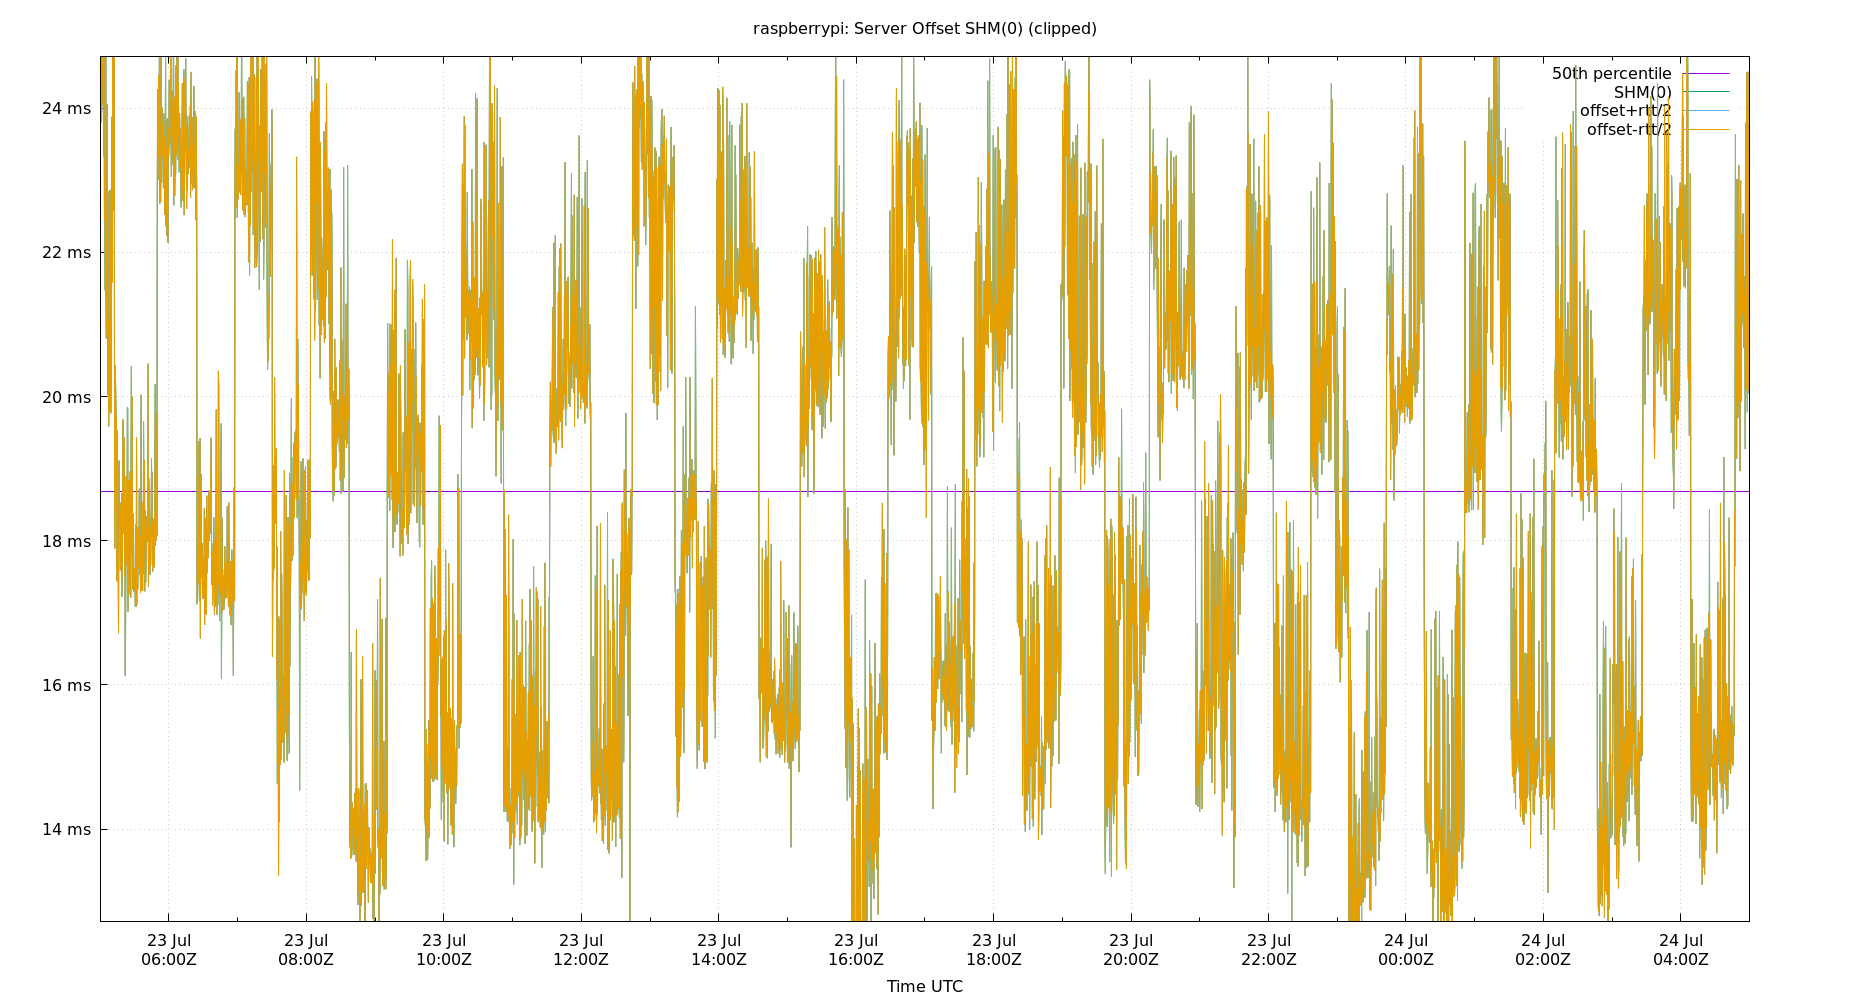 raspberrypi: Server Offset SHM(0) (clipped)
50th percentile
SHM(0)
offset+rtt/2
offset-rtt/2
24 ms
22 ms
20 ms
18 ms
16 ms
14 ms
23 Jul 23 Jul 23 Jul 23 Jul 23 Jul 23 Jul 23 Jul 23 Jul 23 Jul 24 Jul 24 Jul 24 Jul
06:00Z 08:00Z 10:00Z 12:00Z 14:00Z 16:00Z 18:00Z 20:00Z 22:00Z 00:00Z 02:00Z 04:00Z
Time UTC